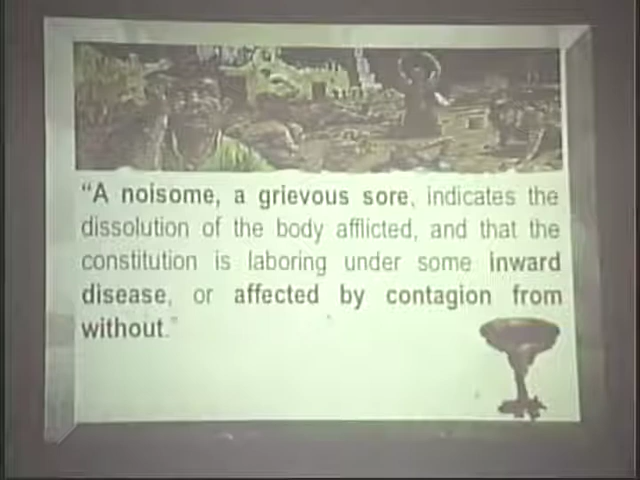 “A noisome, a grievous sore, indicates the
dissolution of the body afflicted, and that the
constitution is laboring under some inward
disease, or affected by contagion from
without.”